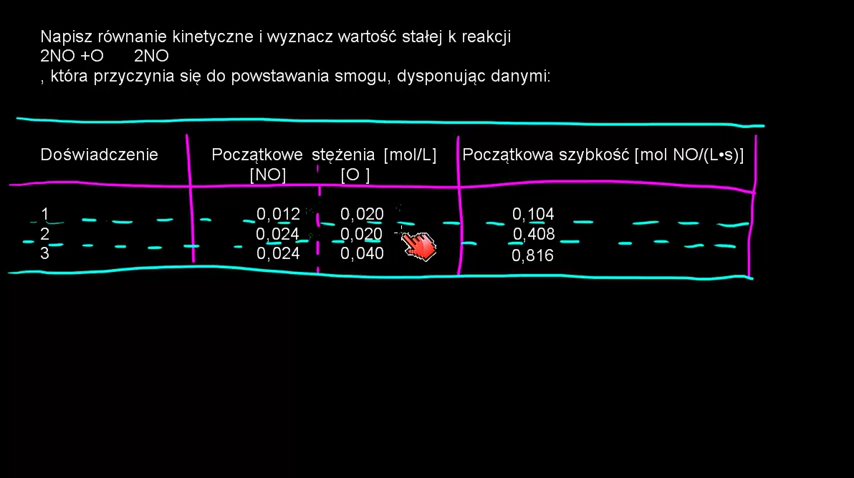 Napisz równanie kinetyczne i wyznacz wartość stałej k reakcji
2NO +O 2NO
, która przyczynia się do powstawania smogu, dysponując danymi:
Doświadczenie Początkowe stężenia [mol/L] Początkowa szybkość [mol NO/(L•s)]
[NO] [O ]
1 0,012 0,020 0,104
2 0,024 0,020 0,408
3 0,024 0,040 0,816